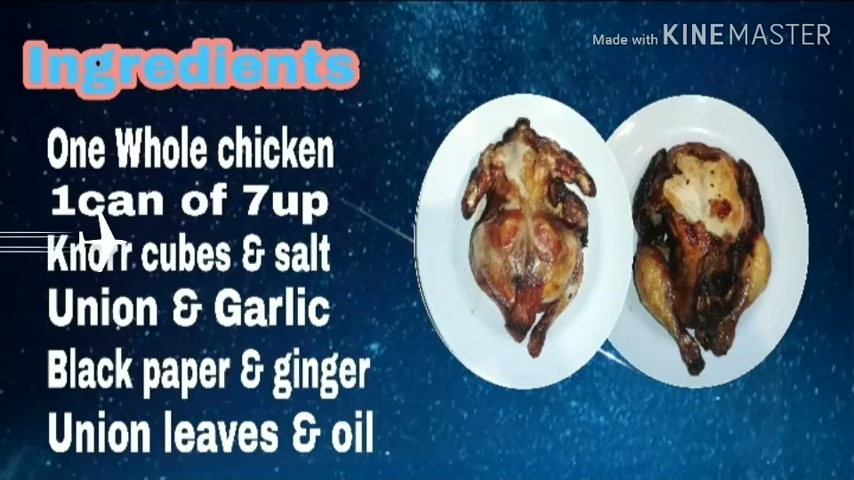 Made with KINEMASTER
Ingredients
One Whole chicken
1can of 7up
Knorr cubes & salt
Union & Garlic
Black paper & ginger
Union leaves & oil